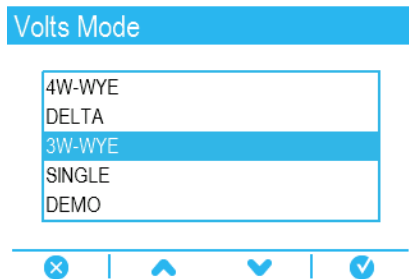 Volts Mode
4W-WYE
DELTA
3W-WYE
SINGLE
DEMO